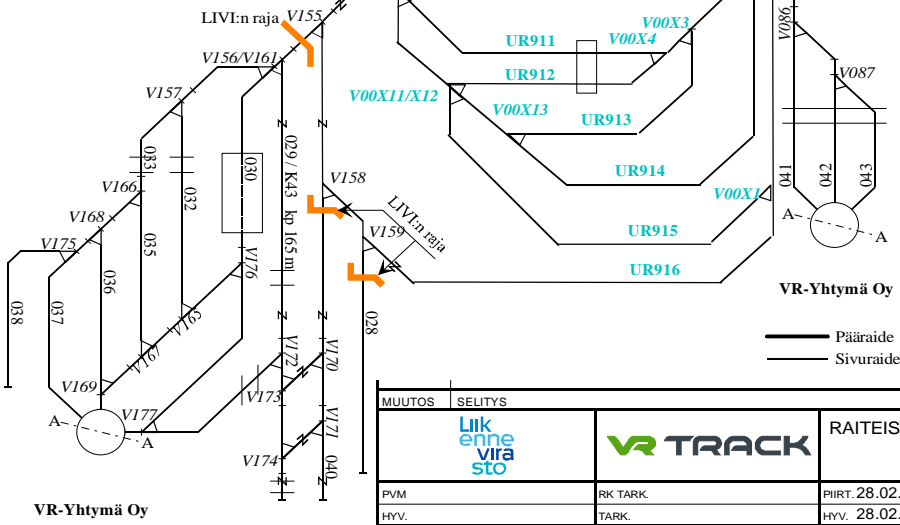 LIVI:n raja
V155
V156/V161
V157
V166
V168
V175
033
032
030
029 / K43 kp 165 m
035
036
037
038
V176
V165
V167
V169
V177
A
A
VR-Yhtymä Oy
V158
V159
LIVI:n raja
028
V172
V170
V173
V171
V174
040
V00X3
V00X4
UR911
UR912
V00X11/X12
V00X13
UR913
UR914
V00X1
UR915
UR916
V086
V087
041
042
043
A
A
VR-Yhtymä Oy
Pääraide
Sivuraide
MUUTOS
SELITYS
Liik
enne
vira
sto
VR TRACK
RAITEIS
PVM
RK TARK.
PIIRT. 28.02.
HYV.
TARK.
HYV. 28.02.